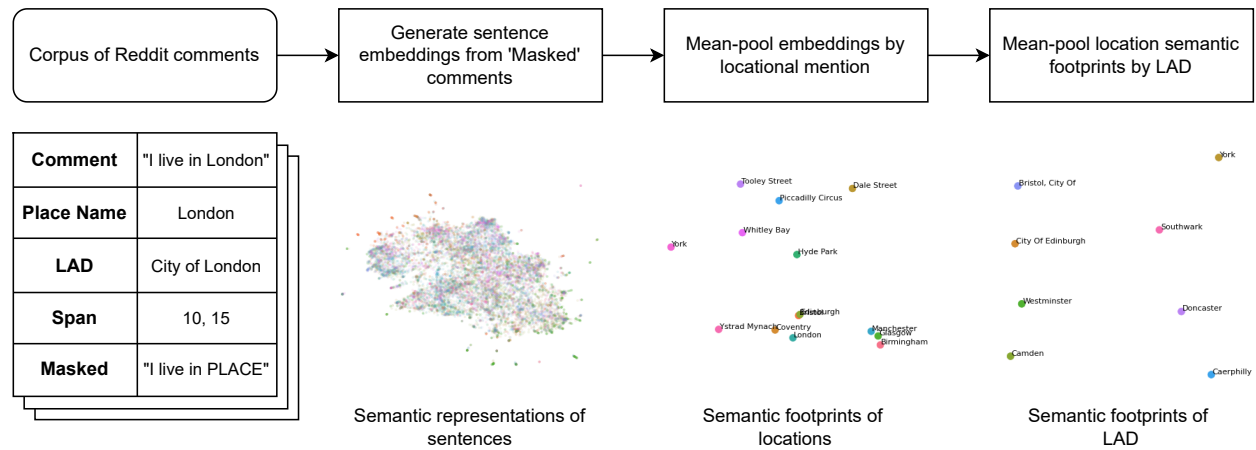 Corpus of Reddit comments
Generate sentence
embeddings from 'Masked'
comments
Mean-pool embeddings by
locational mention
Mean-pool location semantic
footprints by LAD
Comment "I live in London"
Place Name London
LAD City of London
Span 10, 15
Masked "I live in PLACE"
Semantic representations of
sentences
Tooley Street
Dale Street
Piccadilly Circus
Whitley Bay
York
Hyde Park
Edinburgh
Ystrad Mynach
Coventry
Manchester
London
Glasgow
Birmingham
Semantic footprints of
locations
York
Bristol, City Of
Southwark
City Of Edinburgh
Westminster
Doncaster
Camden
Caerphilly
Semantic footprints of
LAD